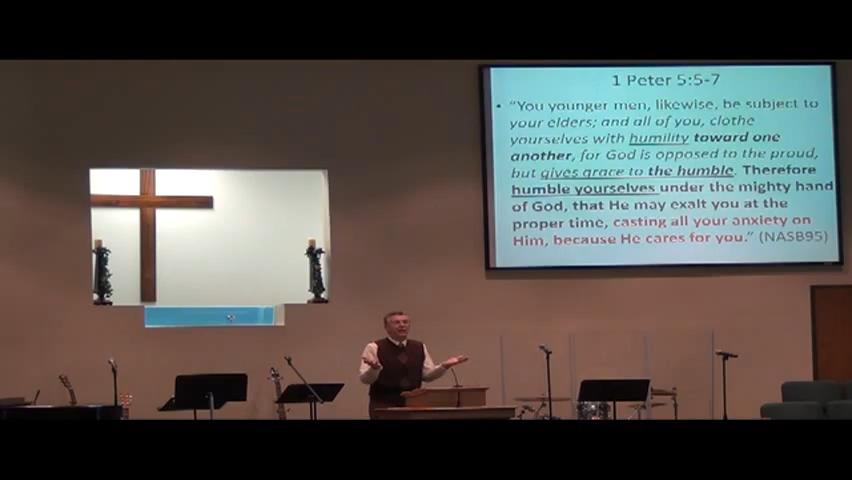 1 Peter 5:5-7
• “You younger men, likewise, be subject to
your elders; and all of you, clothe
yourselves with humility toward one
another, for God is opposed to the proud,
but gives grace to the humble. Therefore
humble yourselves under the mighty hand
of God, that He may exalt you at the
proper time, casting all your anxiety on
Him, because He cares for you.” (NASB95)